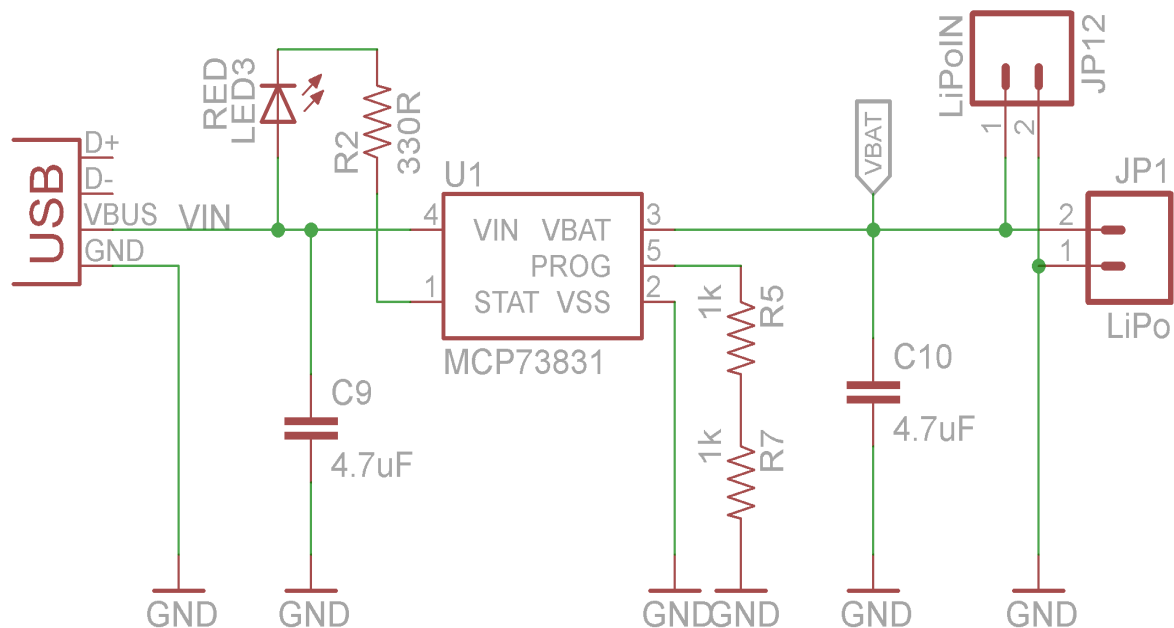 LiPoIN
JP12
1
2
RED
LED3
R2
330R
VBAT
USB
D+
D-
VBUS
GND
VIN
U1
4
VIN VBAT
3
PROG
5
1
STAT VSS
2
MCP73831
JP1
2
1
LiPo
1k
R5
C10
4.7uF
C9
4.7uF
1k
R7
GND
GND
GND
GND
GND
GND